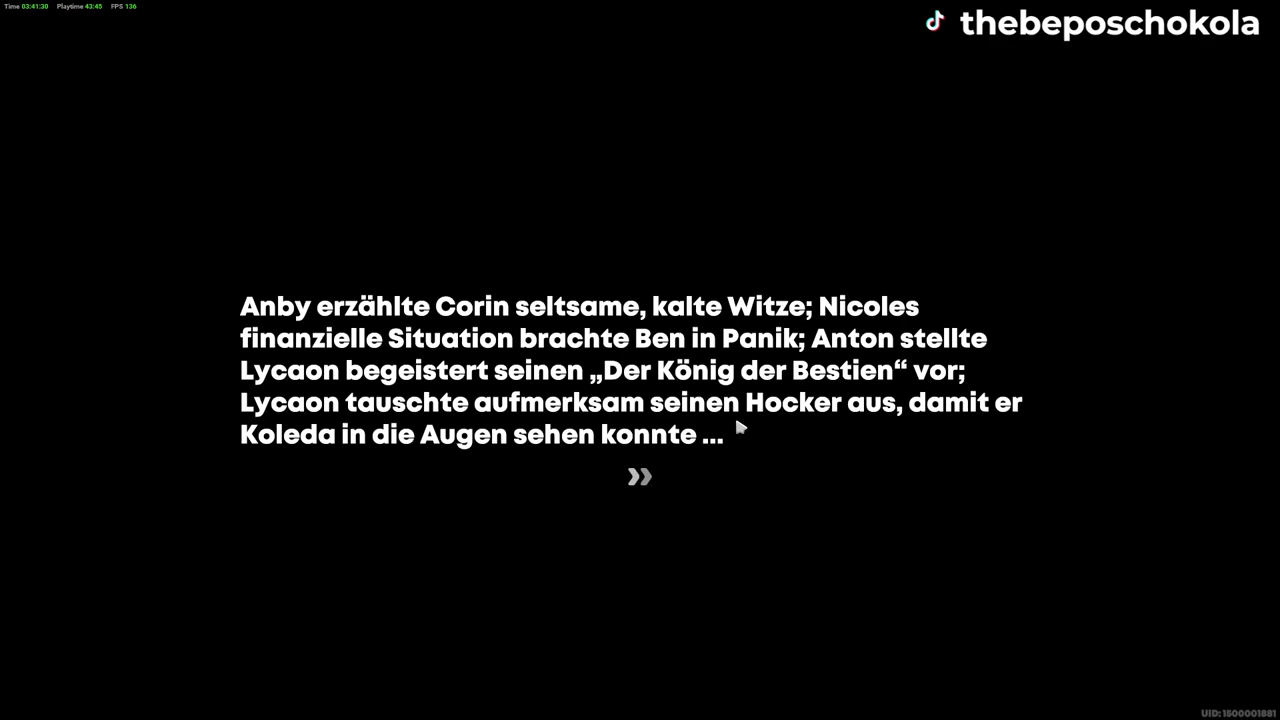 Time 03:41:30 Playtime 43:45 FPS 136
thebeposchokola
Anby erzählte Corin seltsame, kalte Witze; Nicoles
finanzielle Situation brachte Ben in Panik; Anton stellte
Lycaon begeistert seinen „Der König der Bestien“ vor;
Lycaon tauschte aufmerksam seinen Hocker aus, damit er
Koleda in die Augen sehen konnte ...
UID: 1500001881